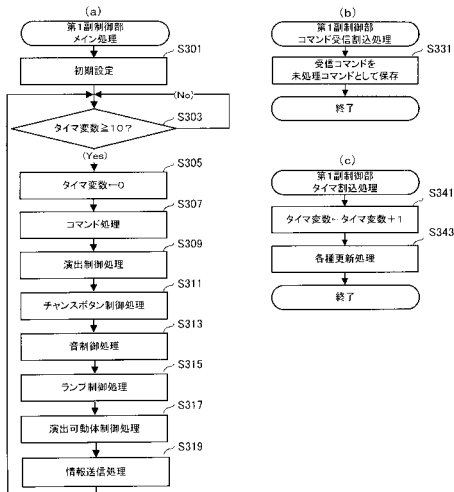 (a)
第1副制御部
メイン処理
S301
初期設定
(No)
S303
タイマ変数≧10?
(Yes)
S305
タイマ変数←0
S307
コマンド処理
S309
演出制御処理
S311
チャンスボタン制御処理
S313
音制御処理
S315
ランプ制御処理
S317
演出可動体制御処理
S319
情報送信処理
(b)
第1副制御部
コマンド受信割込処理
S331
受信コマンドを
未処理コマンドとして保存
終了
(c)
第1副制御部
タイマ割込処理
S341
タイマ変数←タイマ変数+1
S343
各種更新処理
終了